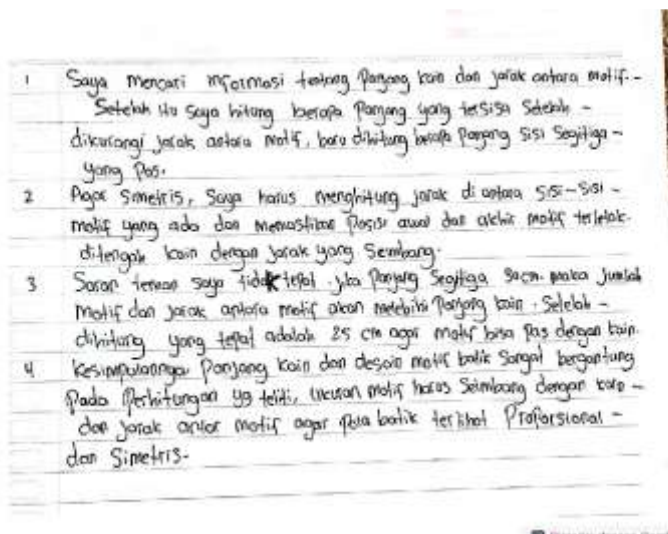 1 Saya mencari informasi tentang Panjang kain dan jarak antara motif.-
Setelah itu Saya hitung berapa Panjang yang tersisa Setelah -
dikurangi jarak antara motif, baru dihitung berapa Panjang Sisi Segitiga -
yang Pas.
2 Agar Simetris, Saya harus menghitung jarak di antara Sisi-Sisi -
motif yang ada dan memastikan Posisi awal dan akhir motif terletak
ditengah kain dengan jarak yang Seimbang.
3 Saran teman saya tidak tepat. Jika Panjang Segitiga 30cm. maka Jumlah
motif dan jarak antara motif akan melebihi Panjang kain. Setelah -
dihitung yang tepat adalah 25 cm agar motif bisa Pas dengan kain.
4 Kesimpulannya Panjang Kain dan desain motif batik Sangat bergantung
Pada Perhitungan yg teliti, Ukuran motif harus Seimbang dengan kain -
dan jarak antar motif agar Pola batik terlihat Proporsional -
dan Simetris.